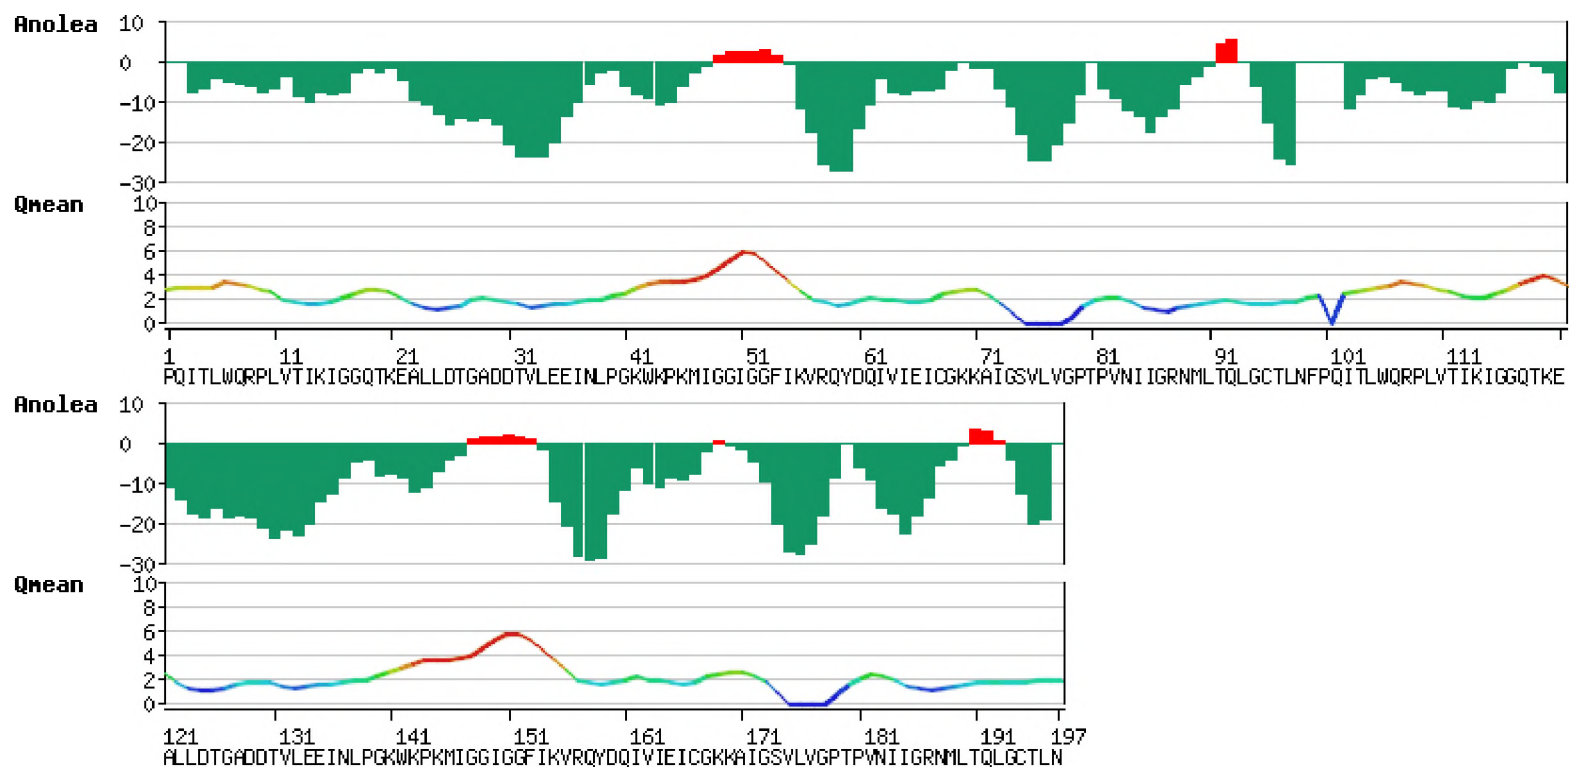 Anolea 10
0
-10
-20
-30
Qmean 10
8
6
4
2
0
1 11 21 31 41 51 61 71 81 91 101 111
PQITLWQRPLVTIKIGGQTKEALLDTGADDTVLEEINLPGKWKPKMIGGIGGFIKVRQYDQIVIEICGKKAIGSVLVGPTPVNIIGRNMLTQLGCTLNFPQITLWQRPLVTIKIGGQTKE
Anolea 10
0
-10
-20
-30
Qmean 10
8
6
4
2
0
121 131 141 151 161 171 181 191 197
ALLDTGADDTVLEEINLPGKWKPKMIGGIGGFIKVRQYDQIVIEICGKKAIGSVLVGPTPVNIIGRNMLTQLGCTLN